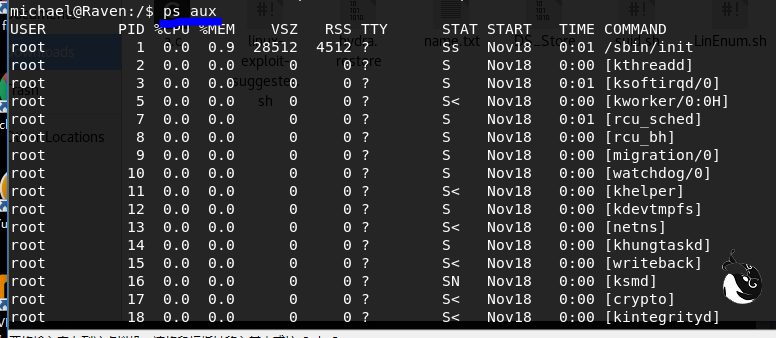 michael@Raven:/$ ps aux
USER PID %CPU %MEM VSZ RSS TTY STAT START TIME COMMAND
root 1 0.0 0.9 28512 4512 ? Ss Nov18 0:01 /sbin/init
root 2 0.0 0.0 0 0 ? S Nov18 0:00 [kthreadd]
root 3 0.0 0.0 0 0 ? S Nov18 0:01 [ksoftirqd/0]
root 5 0.0 0.0 0 0 ? S< Nov18 0:00 [kworker/0:0H]
root 7 0.0 0.0 0 0 ? S Nov18 0:01 [rcu_sched]
root 8 0.0 0.0 0 0 ? S Nov18 0:00 [rcu_bh]
root 9 0.0 0.0 0 0 ? S Nov18 0:00 [migration/0]
root 10 0.0 0.0 0 0 ? S Nov18 0:00 [watchdog/0]
root 11 0.0 0.0 0 0 ? S< Nov18 0:00 [khelper]
root 12 0.0 0.0 0 0 ? S Nov18 0:00 [kdevtmpfs]
root 13 0.0 0.0 0 0 ? S< Nov18 0:00 [netns]
root 14 0.0 0.0 0 0 ? S Nov18 0:00 [khungtaskd]
root 15 0.0 0.0 0 0 ? S< Nov18 0:00 [writeback]
root 16 0.0 0.0 0 0 ? SN Nov18 0:00 [ksmd]
root 17 0.0 0.0 0 0 ? S< Nov18 0:00 [crypto]
root 18 0.0 0.0 0 0 ? S< Nov18 0:00 [kintegrityd]
LinEnum.sh
name.txt
exploit-
sh
Locations